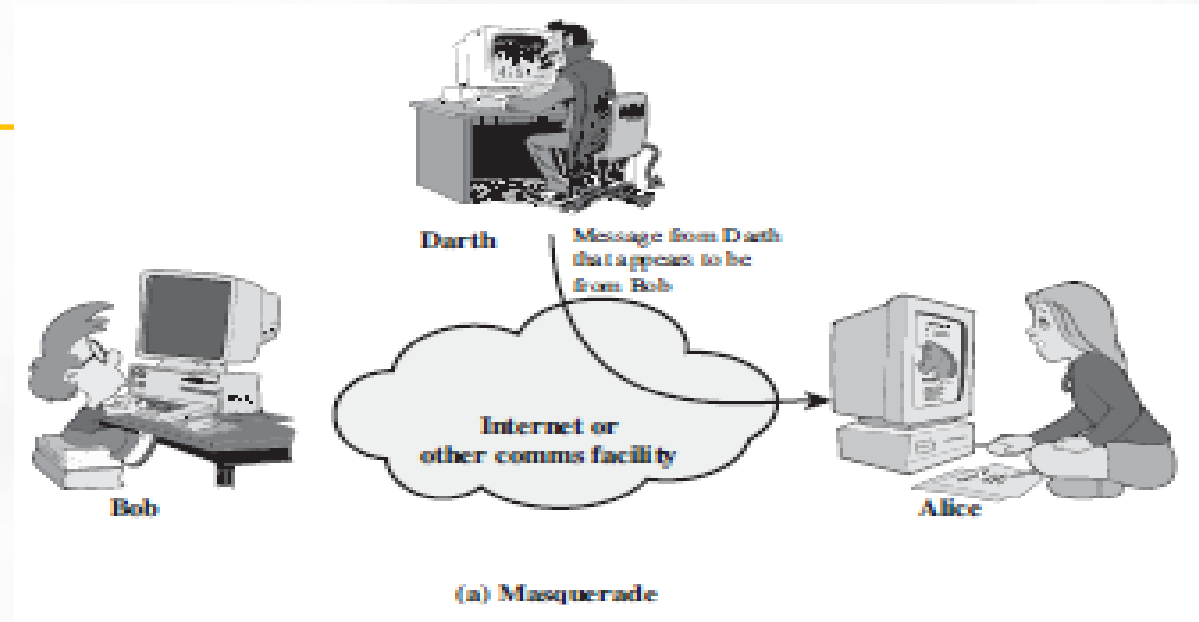 Darth
Message from Darth
that appears to be
from Bob
Internet or
other comms facility
Bob
Alice
(a) Masquerade